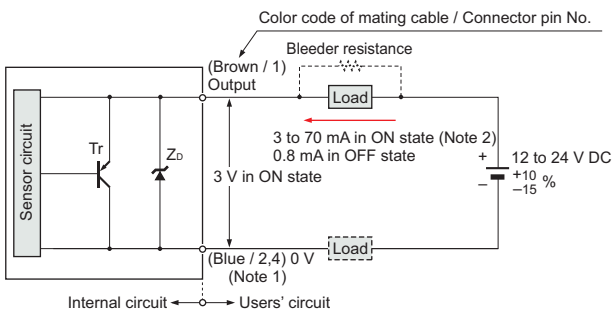 Color code of mating cable / Connector pin No.
Bleeder resistance
(Brown / 1)
Output
Load
3 to 70 mA in ON state (Note 2)
0.8 mA in OFF state
Sensor circuit
Tr
ZD
3 V in ON state
+
12 to 24 V DC
–
+10
–15 %
(Blue / 2,4) 0 V
(Note 1)
Load
Internal circuit
Users' circuit